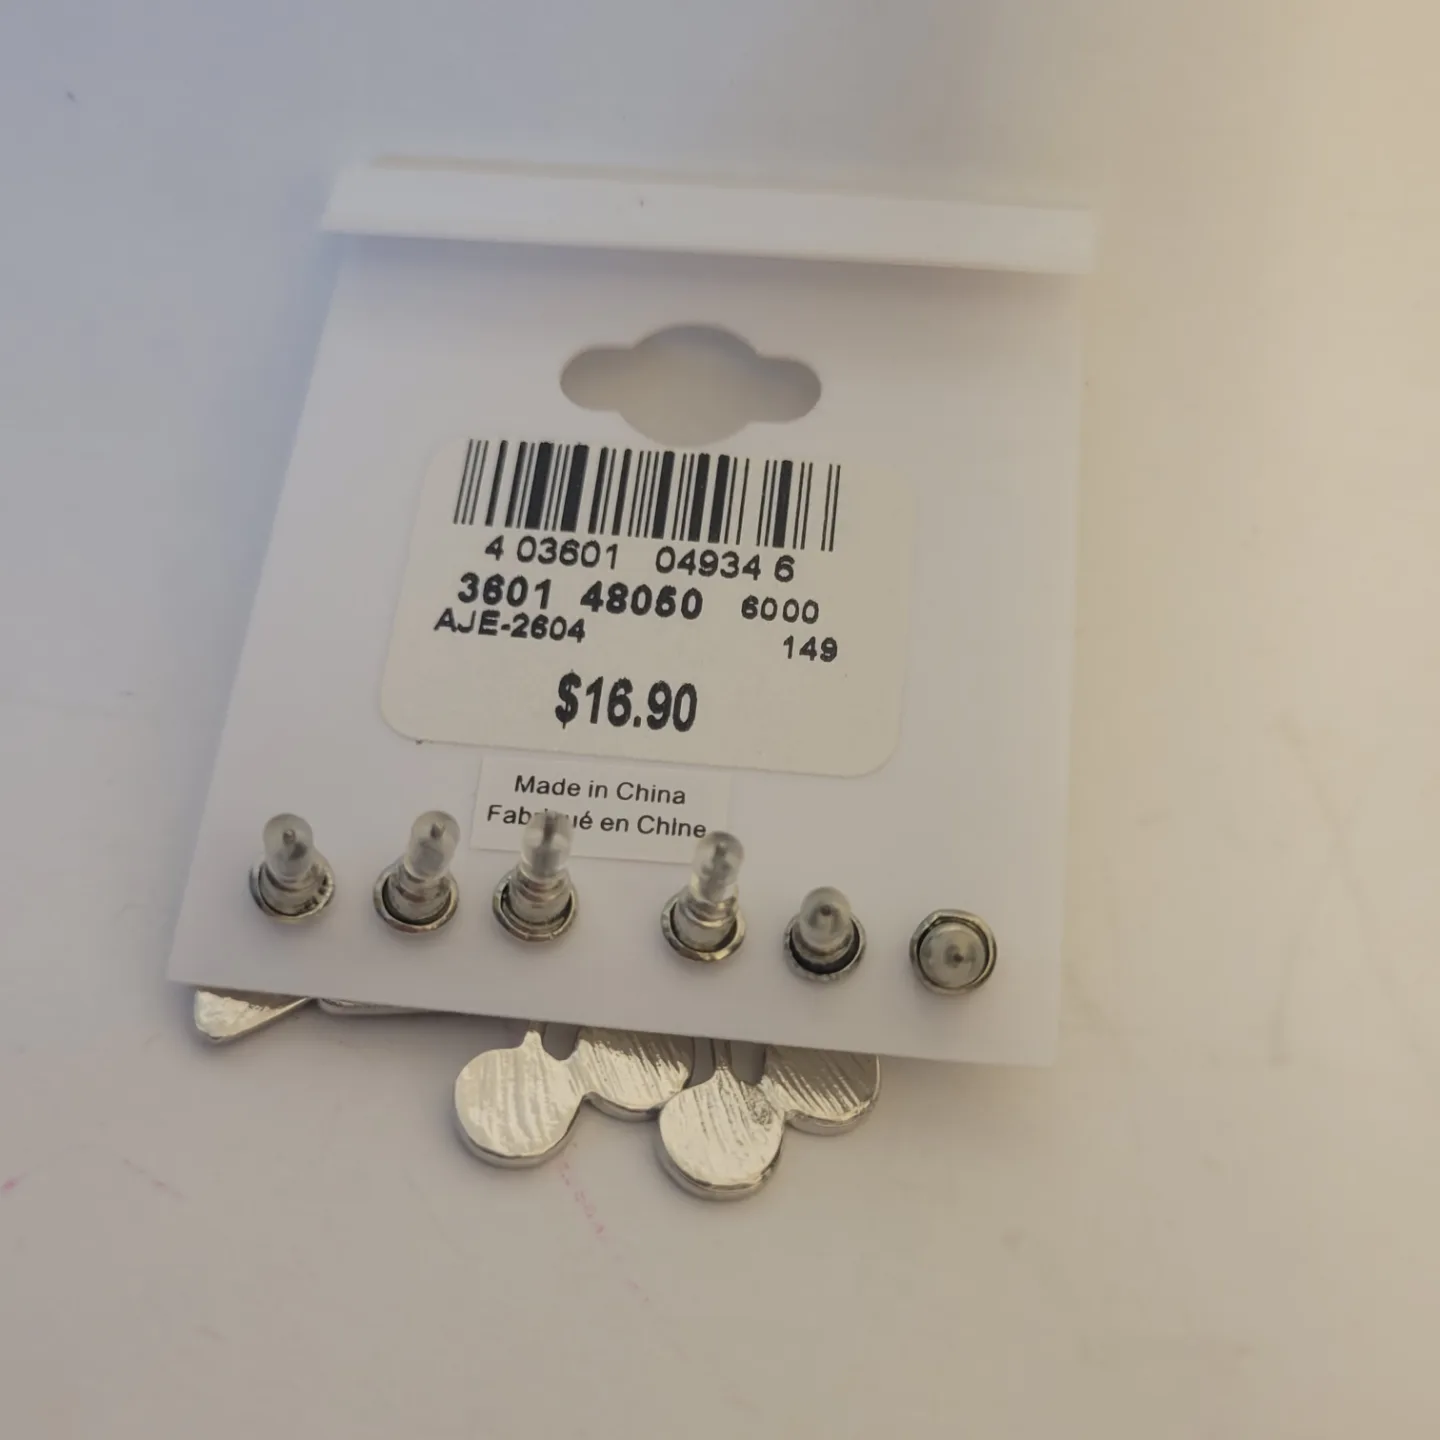 4 03601 04934 6
3601 48050 6000
AJE-2604 149
$16.90
Made in China
Fabriqué en Chine